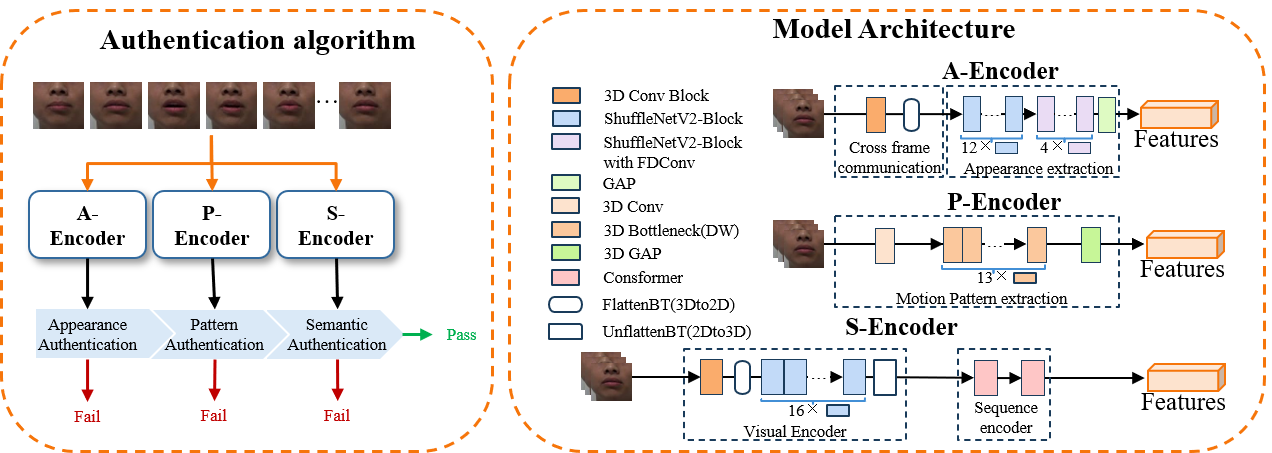 Authentication algorithm
...
A-
Encoder
P-
Encoder
S-
Encoder
Appearance
Authentication
Pattern
Authentication
Semantic
Authentication
Pass
Fail
Fail
Fail
Model Architecture
3D Conv Block
ShuffleNetV2-Block
ShuffleNetV2-Block
with FDConv
GAP
3D Conv
3D Bottleneck(DW)
3D GAP
Consformer
FlattenBT(3Dto2D)
UnflattenBT(2Dto3D)
A-Encoder
Cross frame
communication
12×
4×
Appearance extraction
Features
P-Encoder
13×
Motion Pattern extraction
Features
S-Encoder
16×
Visual Encoder
Sequence
encoder
Features